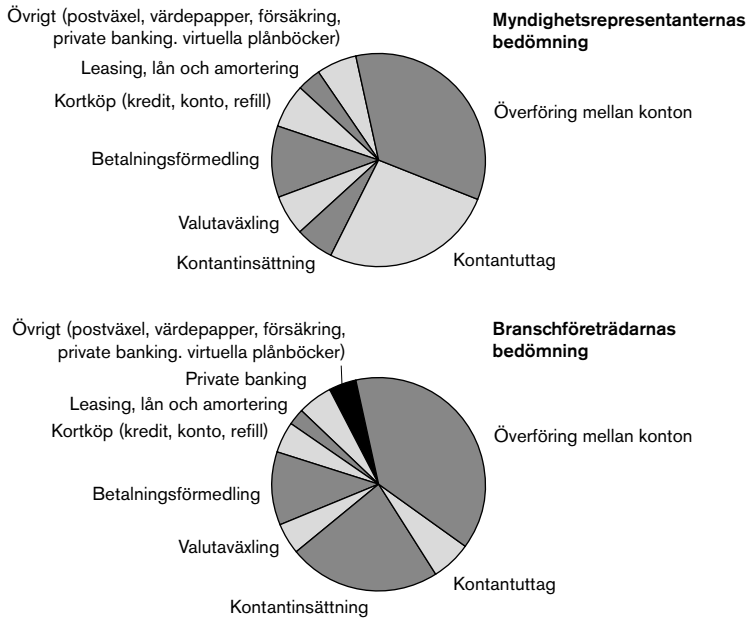 Övrigt (postväxel, värdepapper, försäkring,
private banking. virtuella plånböcker)
Myndighetsrepresentanternas
bedömning
Leasing, lån och amortering
Kortköp (kredit, konto, refill)
Överföring mellan konton
Betalningsförmedling
Valutaväxling
Kontantinsättning
Kontantuttag
Övrigt (postväxel, värdepapper, försäkring,
private banking. virtuella plånböcker)
Branschföreträdarnas
bedömning
Private banking
Leasing, lån och amortering
Kortköp (kredit, konto, refill)
Överföring mellan konton
Betalningsförmedling
Valutaväxling
Kontantuttag
Kontantinsättning